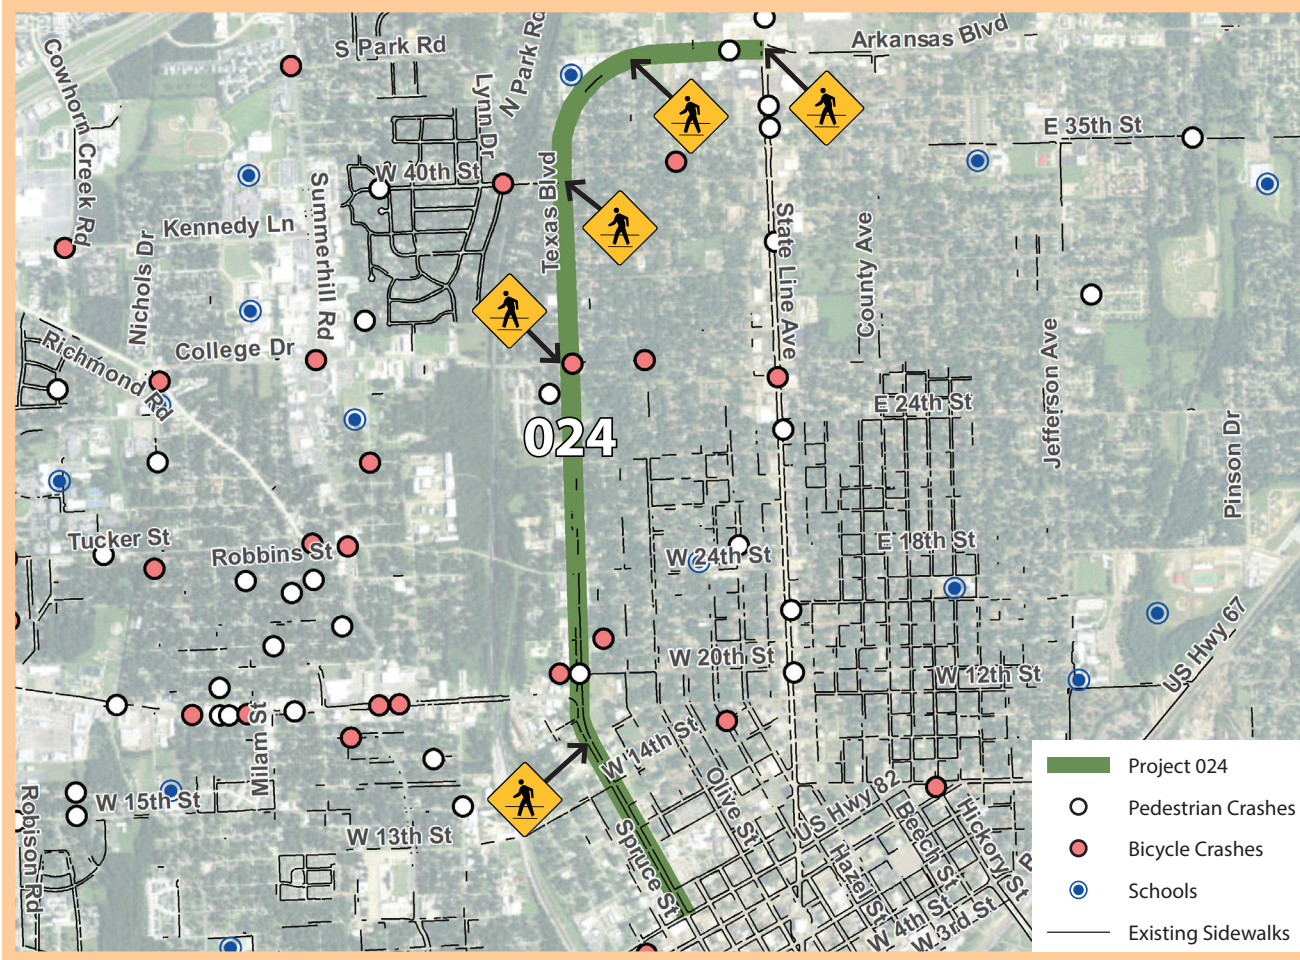 Cowhorn Creek Rd
S Park Rd
N Park Rd
Lynn Dr
Arkansas Blvd
E 35th St
W 40th St
Texas Blvd
Summerhill Rd
Kennedy Ln
Nichols Dr
State Line Ave
County Ave
Richmond Rd
College Dr
Jefferson Ave
E 24th St
Pinson Dr
024
Tucker St
Robbins St
W 24th St
E 18th St
US Hwy 67
W 20th St
W 12th St
Milam St
W 14th St
Olive St
US Hwy 82
Robison Rd
W 15th St
W 13th St
Spruce St
Hazel St
Beech St
Hickory St
W 4th St
W 3rd St
Project 024
Pedestrian Crashes
Bicycle Crashes
Schools
Existing Sidewalks